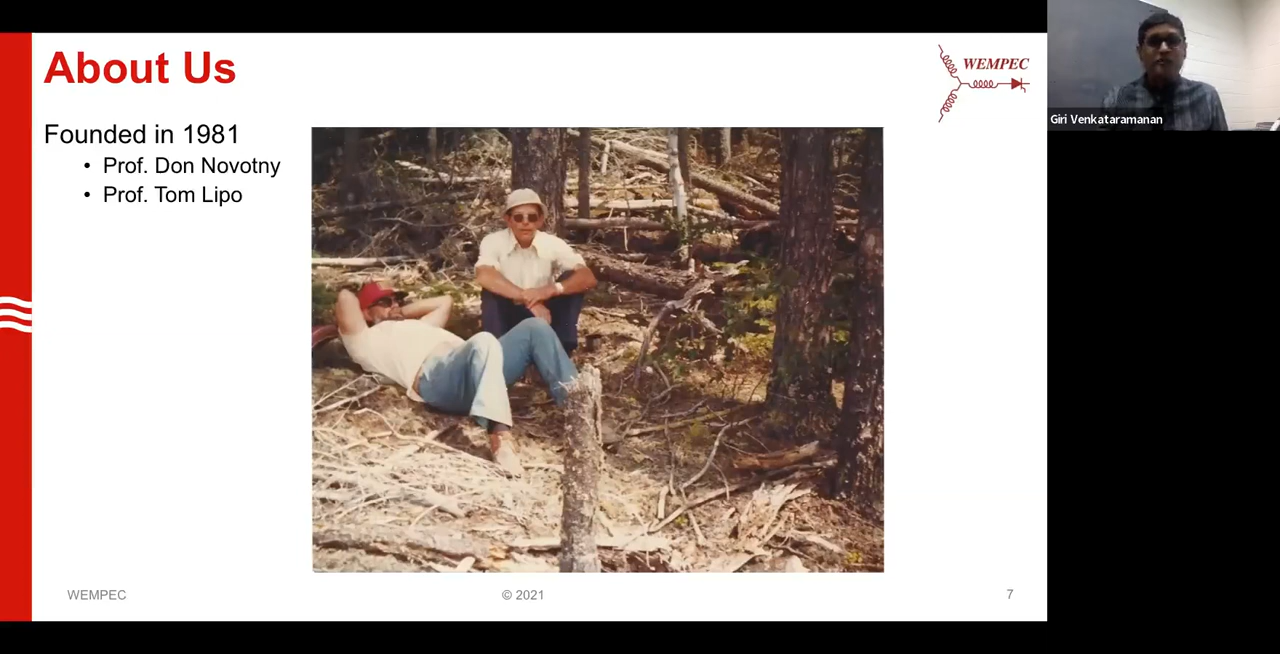 About Us
WEMPEC
Giri Venkataramanan
Founded in 1981
• Prof. Don Novotny
• Prof. Tom Lipo
WEMPEC
© 2021
7